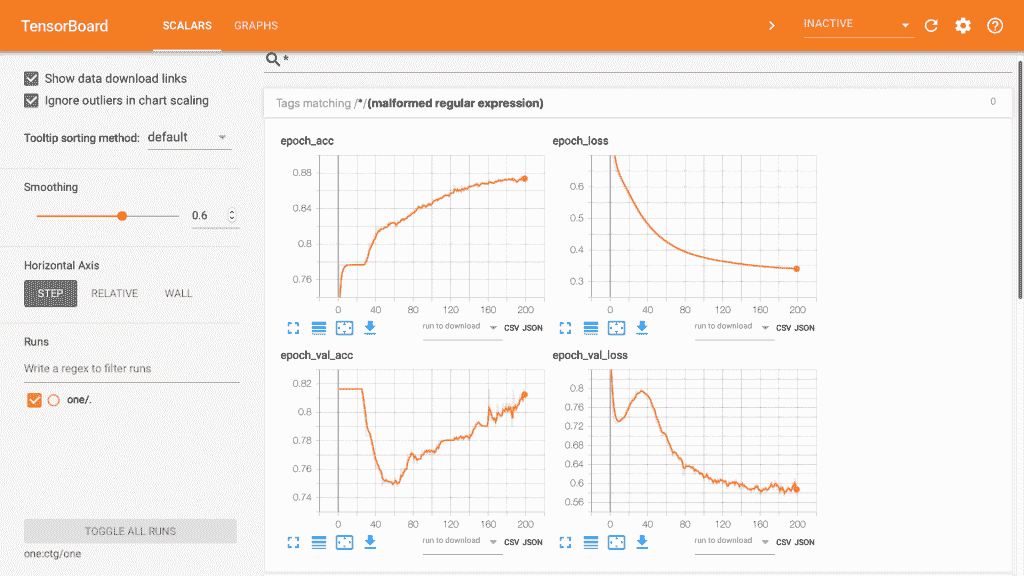 TensorBoard SCALARS GRAPHS INACTIVE
*
Show data download links
Ignore outliers in chart scaling
Tooltip sorting method: default
Smoothing
0.6
Horizontal Axis
STEP RELATIVE WALL
Runs
Write a regex to filter runs
one/.
TOGGLE ALL RUNS
one:ctg/one
Tags matching /*/(malformed regular expression) 0
epoch_acc
0.88
0.84
0.8
0.76
0 40 80 120 160 200
run to download CSV JSON
epoch_loss
0.6
0.5
0.4
0.3
0 40 80 120 160 200
run to download CSV JSON
epoch_val_acc
0.82
0.8
0.78
0.76
0.74
0 40 80 120 160 200
run to download CSV JSON
epoch_val_loss
0.8
0.76
0.72
0.68
0.64
0.6
0.56
0 40 80 120 160 200
run to download CSV JSON